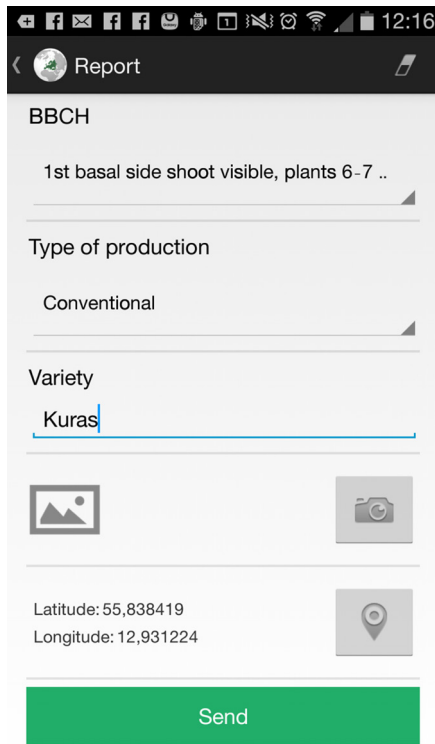 12:16
Report
BBCH
1st basal side shoot visible, plants 6-7 ..
Type of production
Conventional
Variety
Kuras
Latitude: 55,838419
Longitude: 12,931224
Send